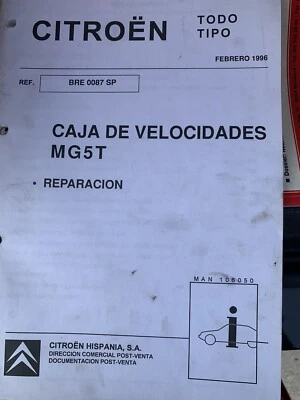 CITROËN
TODO
TIPO
FEBRERO 1996
REF.
BRE 0087 SP
CAJA DE VELOCIDADES
MG5T
• REPARACION
MAN 106050
i
CITROËN HISPANIA, S.A.
DIRECCION COMERCIAL POST-VENTA
DOCUMENTACION POST-VENTA